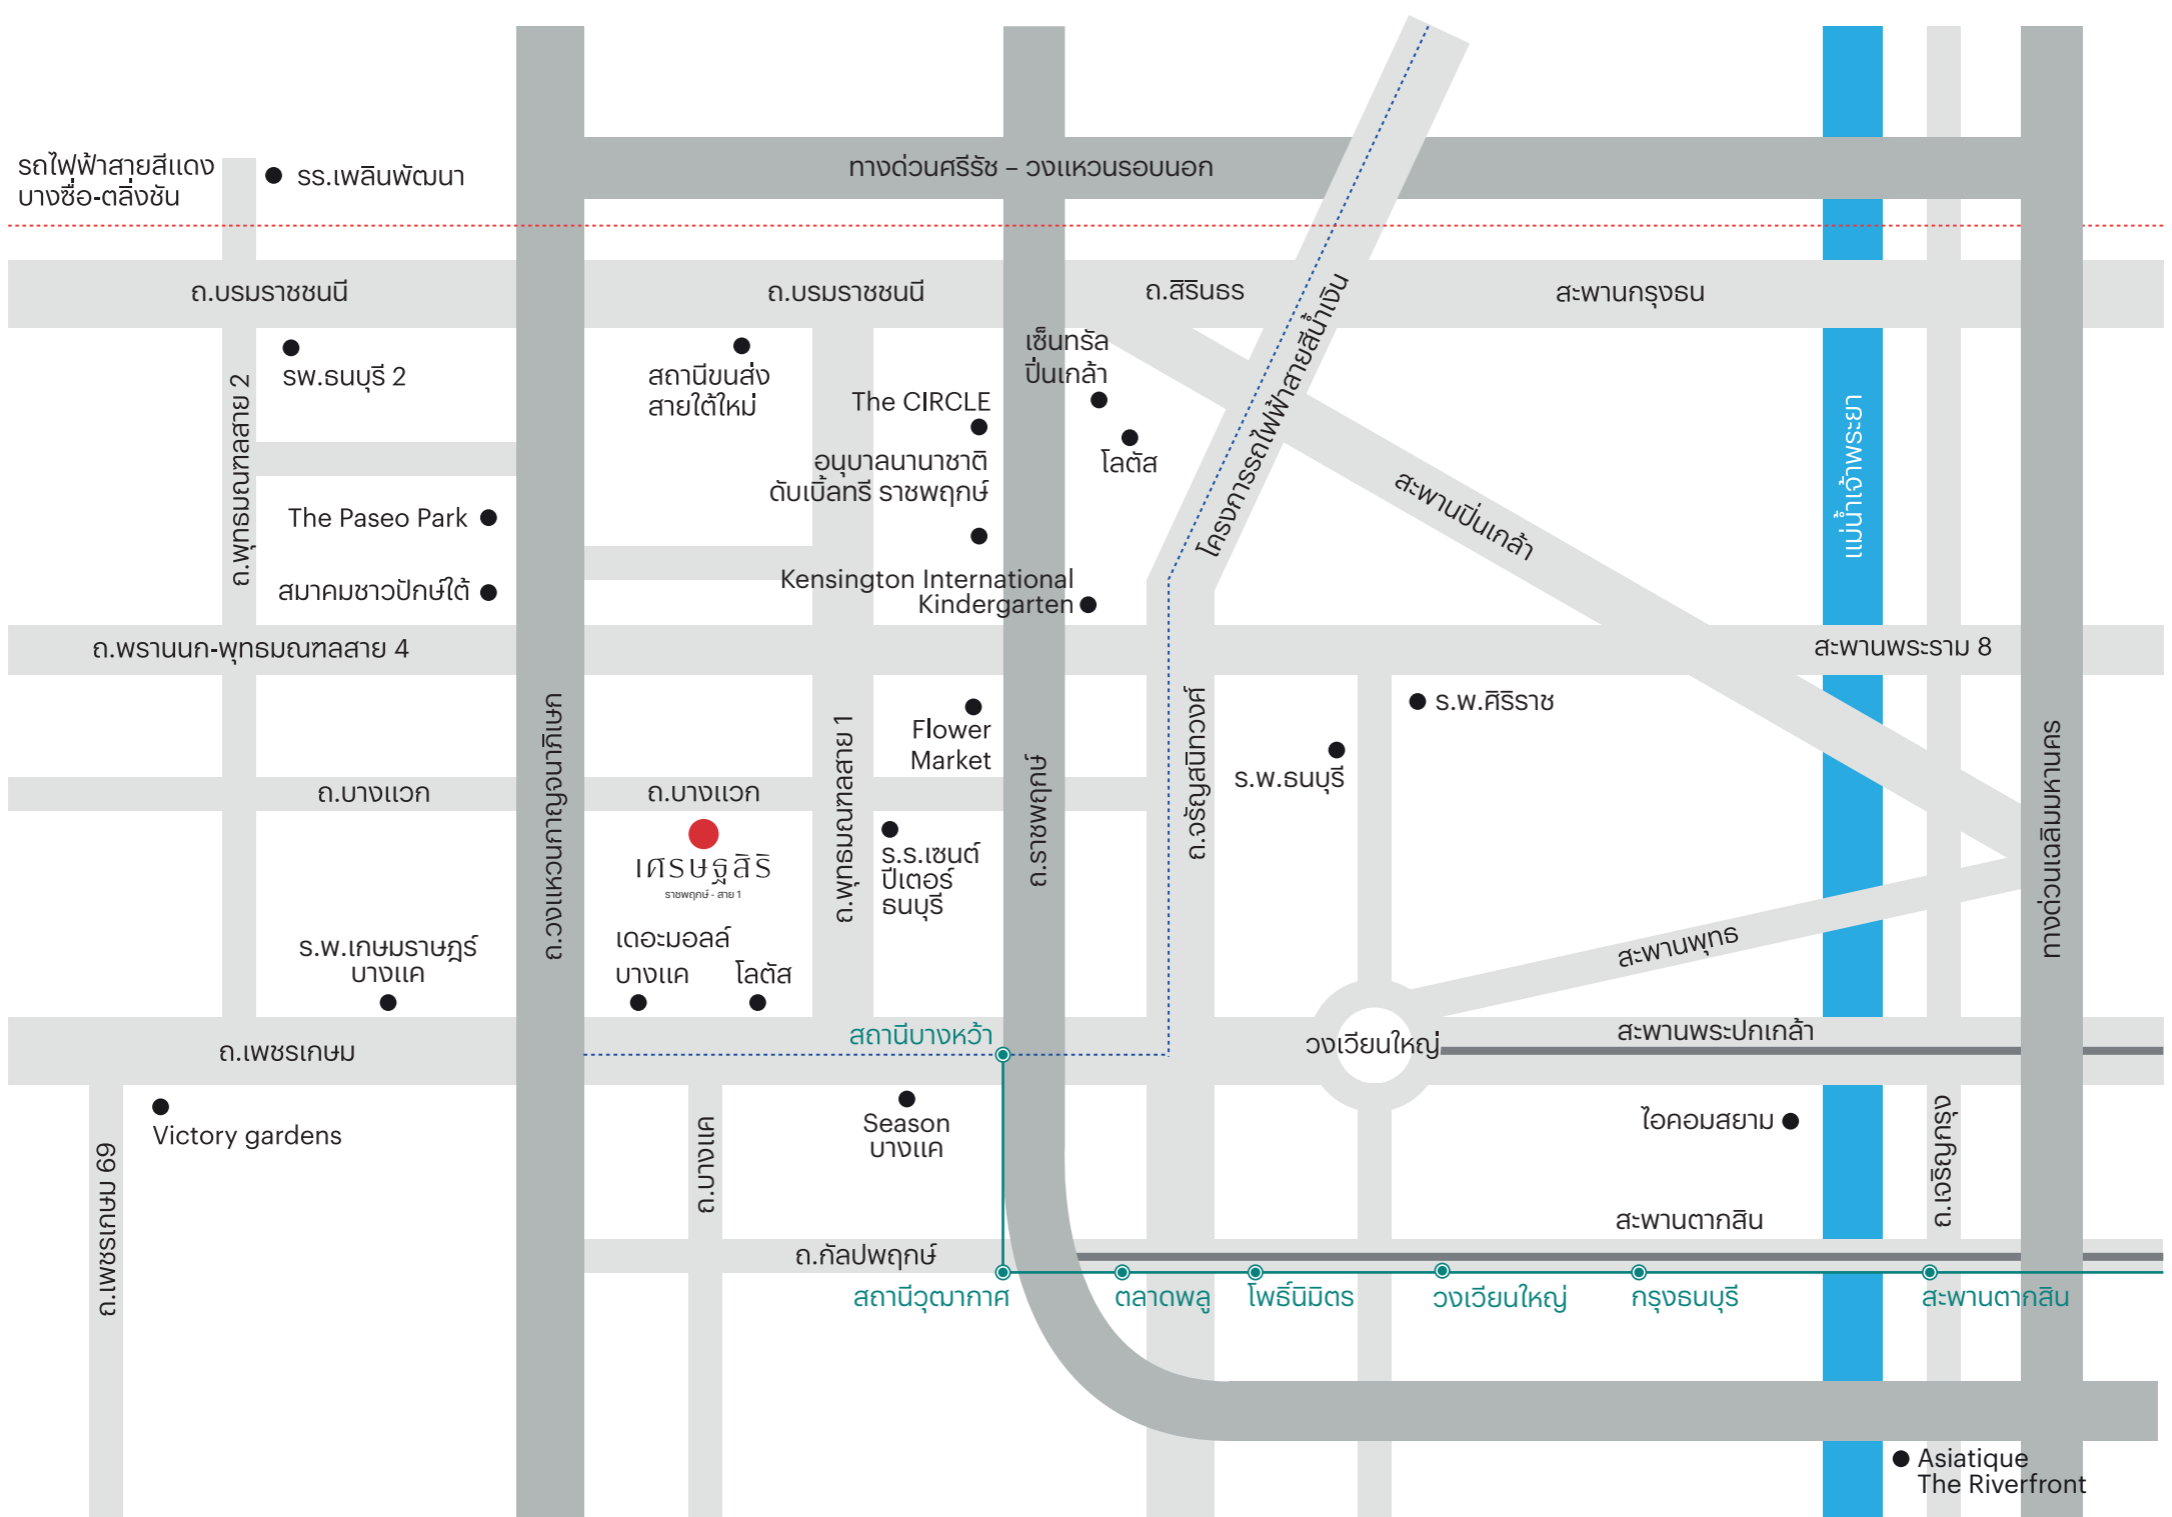 รถไฟฟ้าสายสีแดง
บางซื่อ-ตลิ่งชัน
รร.เพลินพัฒนา
ทางด่วนศรีรัช – วงแหวนรอบนอก
ถ.บรมราชชนนี
ถ.บรมราชชนนี
ถ.สิรินธร
สะพานกรุงธน
โครงการรถไฟฟ้าสายสีน้ำเงิน
รพ.ธนบุรี 2
ถ.พุทธมณฑลสาย 2
สถานีขนส่ง
สายใต้ใหม่
The CIRCLE
เซ็นทรัล
ปิ่นเกล้า
โลตัส
อนุบาลนานาชาติ
ดับเบิ้ลทรี ราชพฤกษ์
สะพานปิ่นเกล้า
แม่น้ำเจ้าพระยา
The Paseo Park
สมาคมชาวปักษ์ใต้
Kensington International
Kindergarten
ถ.พรานนก-พุทธมณฑลสาย 4
สะพานพระราม 8
ถ.วงแหวนกาญจนาภิเกษก
ถ.พุทธมณฑลสาย 1
Flower
Market
ถ.ราชพฤกษ์
ถ.จรัญสนิทวงศ์
ร.พ.ธนบุรี
ร.พ.ศิริราช
ทางด่วนเฉลิมมหานคร
ถ.บางแวก
ถ.บางแวก
เศรษฐสิริ
ราชพฤกษ์ - สาย 1
ร.ร.เซนต์
ปีเตอร์
ธนบุรี
ร.พ.เกษมราษฎร์
บางแค
เดอะมอลล์
บางแค
โลตัส
สะพานพุทธ
ถ.เพชรเกษม
สถานีบางหว้า
วงเวียนใหญ่
สะพานพระปกเกล้า
Victory gardens
ถ.เพชรเกษม 69
ถ.บางแค
Season
บางแค
ไอคอมสยาม
ถ.เจริญกรุง
ถ.กัลปพฤกษ์
สะพานตากสิน
สถานีวุฒากาศ
ตลาดพลู
โพธิ์นิมิตร
วงเวียนใหญ่
กรุงธนบุรี
สะพานตากสิน
Asiatique
The Riverfront